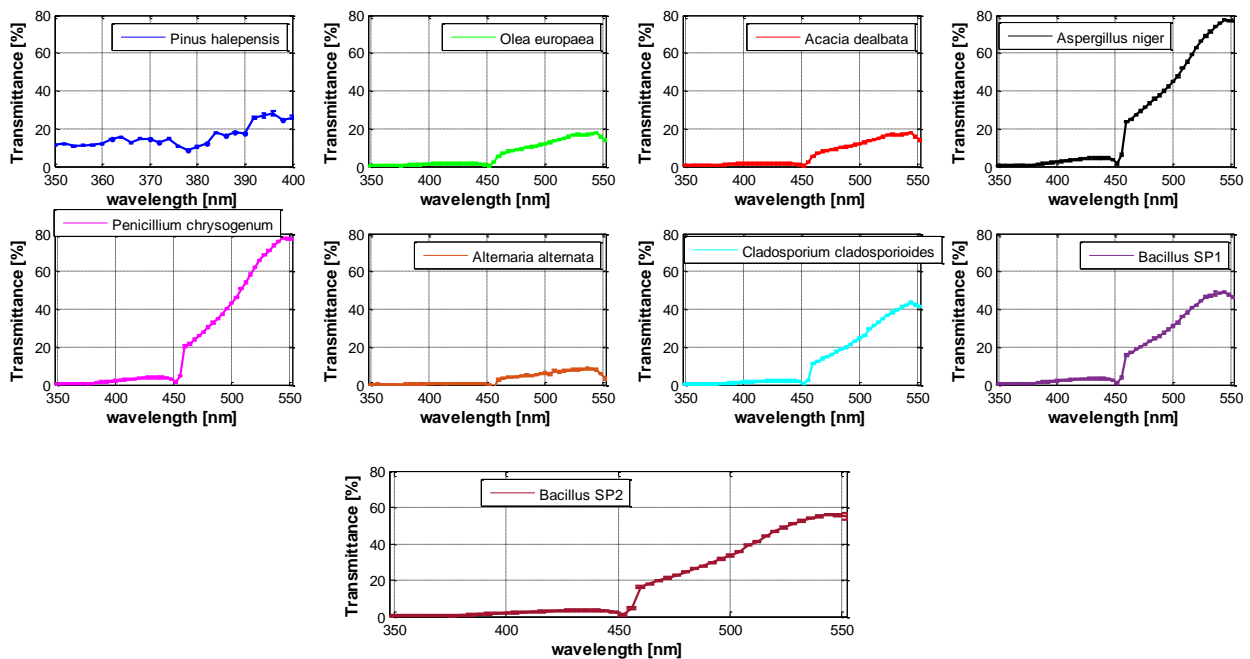 Transmittance [%]
80
60
40
20
0
Pinus halepensis
350 360 370 380 390 400
wavelength [nm]
Transmittance [%]
80
60
40
20
0
Olea europaea
350 400 450 500 550
wavelength [nm]
Transmittance [%]
80
60
40
20
0
Acacia dealbata
350 400 450 500 550
wavelength [nm]
Transmittance [%]
80
60
40
20
0
Aspergillus niger
350 400 450 500 550
wavelength [nm]
Transmittance [%]
80
60
40
20
0
Penicillium chrysogenum
350 400 450 500 550
wavelength [nm]
Transmittance [%]
80
60
40
20
0
Alternaria alternata
350 400 450 500 550
wavelength [nm]
Transmittance [%]
80
60
40
20
0
Cladosporium cladosporioides
350 400 450 500 550
wavelength [nm]
Transmittance [%]
80
60
40
20
0
Bacillus SP1
350 400 450 500 550
wavelength [nm]
Transmittance [%]
80
60
40
20
0
Bacillus SP2
350 400 450 500 550
wavelength [nm]